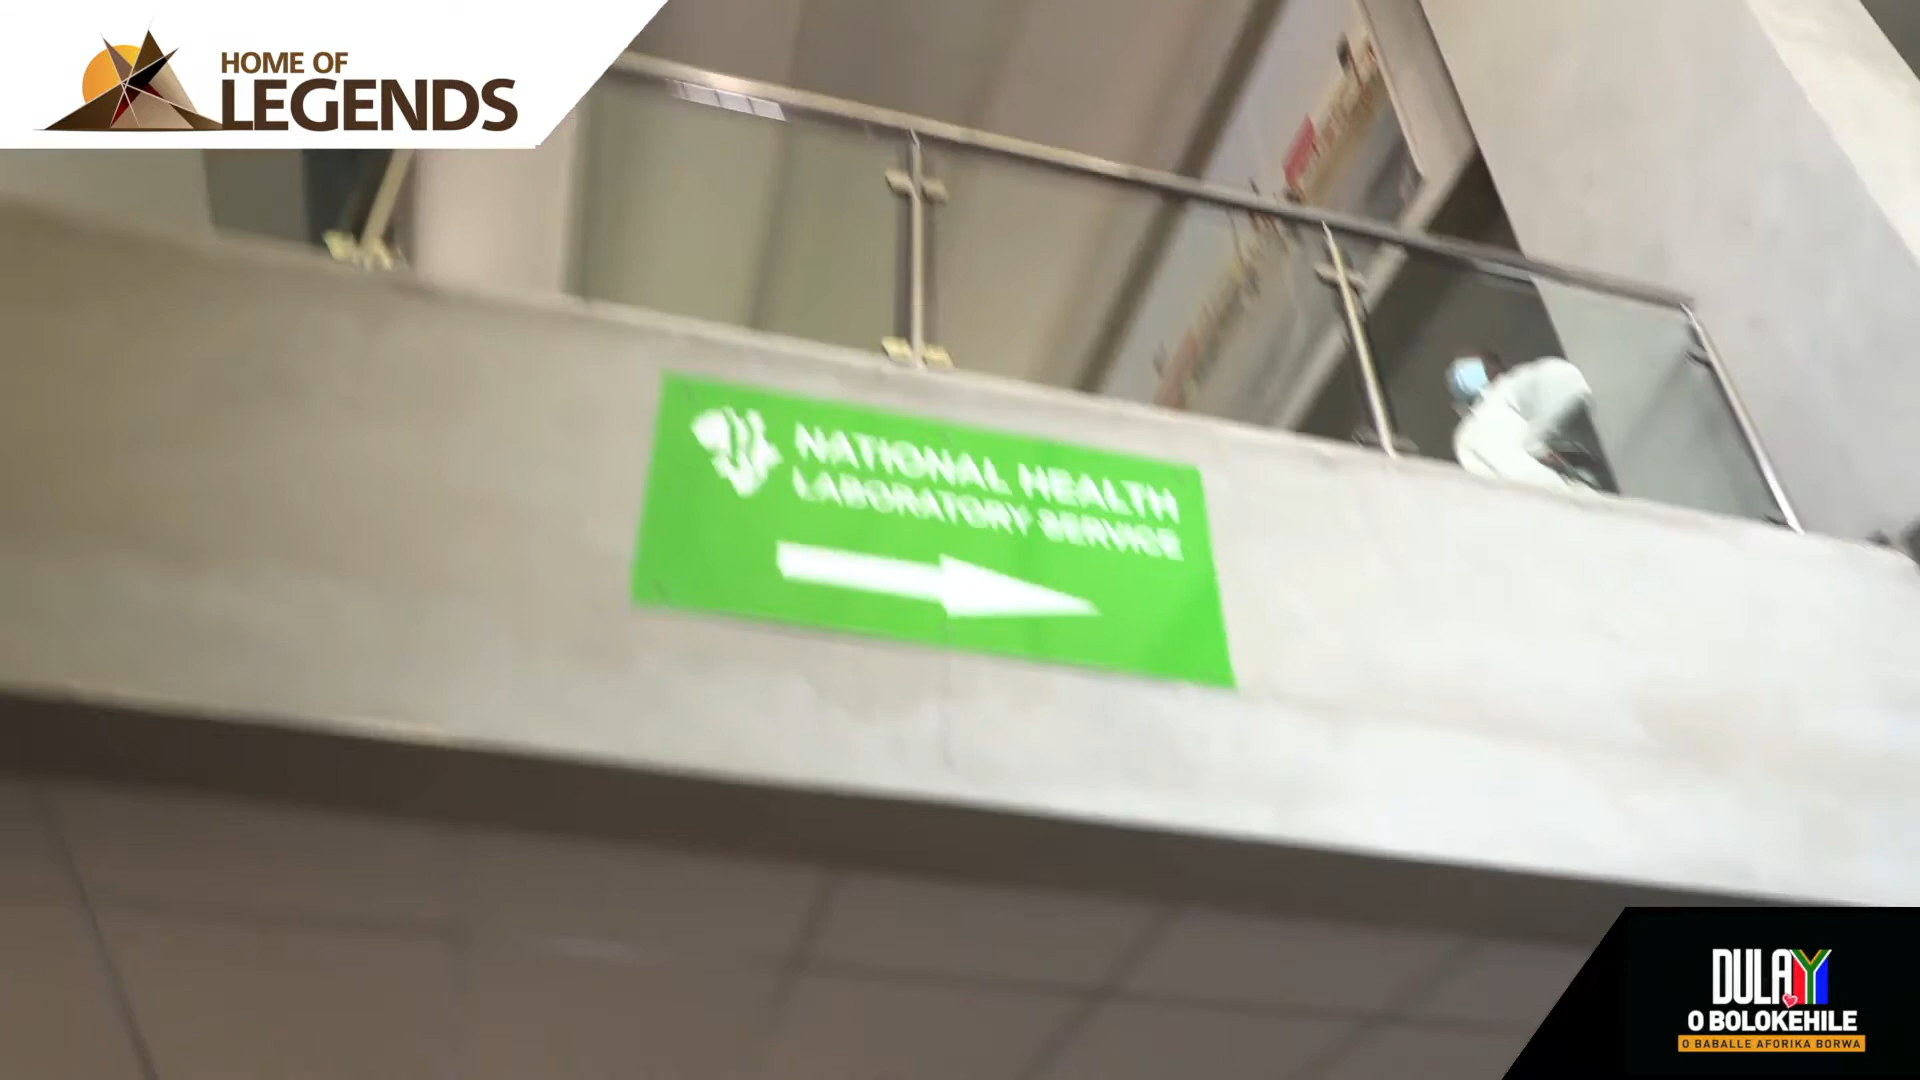 HOME OF
LEGENDS
NATIONAL HEALTH
LABORATORY SERVICE
DULA
O BOLOKEHILE
O BABALLE AFORIKA BORWA